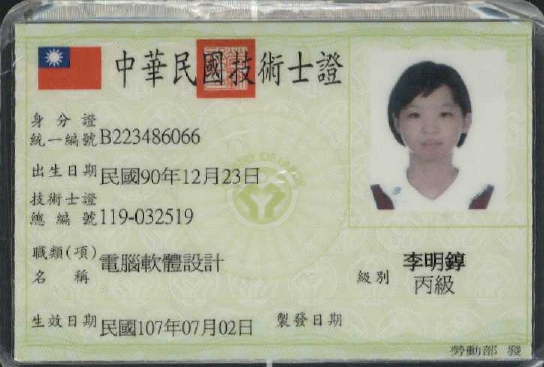 中華民國技術士證
身分證
統一編號 B223486066
出生日期 民國90年12月23日
技術士證
總編號 119-032519
職類(項)
名稱 電腦軟體設計
李明錞
級別 丙級
生效日期 民國107年07月02日 製發日期
勞動部 發